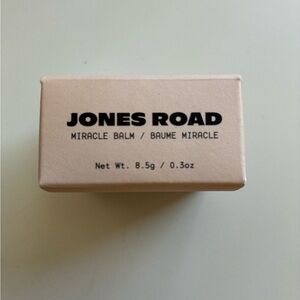 JONES ROAD
MIRACLE BALM / BAUME MIRACLE
Net Wt. 8.5g / 0.3oz